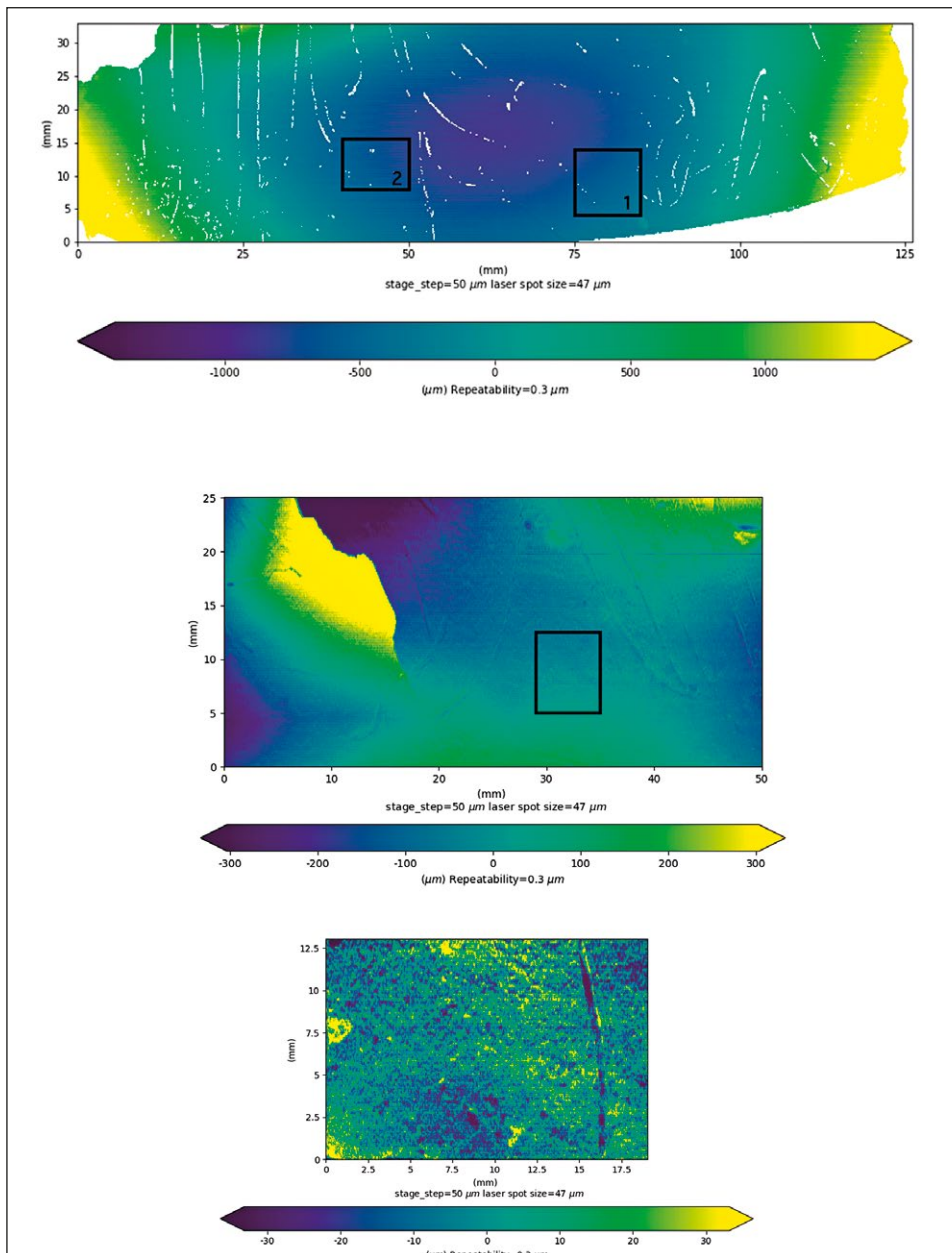 30
25
20
15
10
5
0
(mm)
2
1
0 25 50 75 100 125
(mm)
stage_step=50 μm laser spot size=47 μm
-1000 -500 0 500 1000
(μm) Repeatability=0.3 μm
25
20
15
10
5
0
(mm)
0 10 20 30 40 50
(mm)
stage_step=50 μm laser spot size=47 μm
-300 -200 -100 0 100 200 300
(μm) Repeatability=0.3 μm
12.5
10
7.5
5
2.5
0
(mm)
0 2.5 5 7.5 10 12.5 15 17.5
(mm)
stage_step=50 μm laser spot size=47 μm
-30 -20 -10 0 10 20 30
(μm) Repeatability=0.3 μm